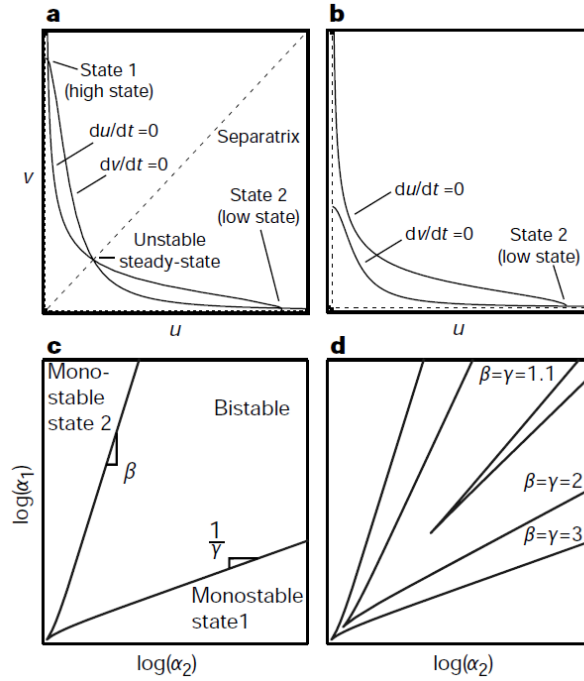 a
State 1
(high state)
du/dt=0
dv/dt=0
Separatrix
v
State 2
(low state)
Unstable
steady-state
u
b
du/dt=0
dv/dt=0
State 2
(low state)
u
c
Mono-
stable
state 2
Bistable
β
1
γ
Monostable
state1
log(α₁)
log(α₂)
d
β=γ=1.1
β=γ=2
β=γ=3
log(α₂)